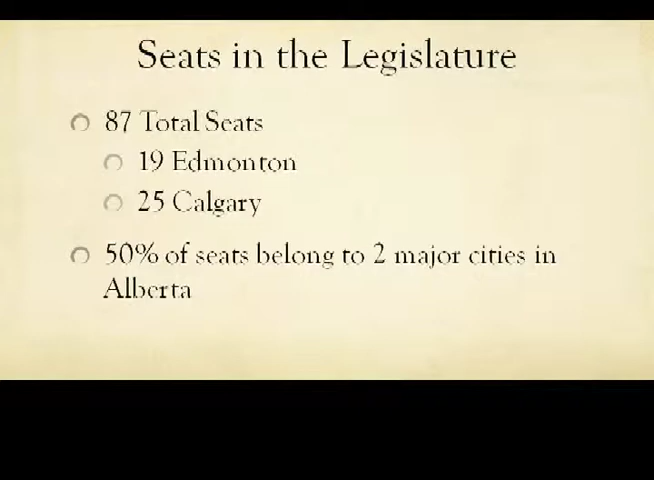 Seats in the Legislature
87 Total Seats
19 Edmonton
25 Calgary
50% of seats belong to 2 major cities in
Alberta